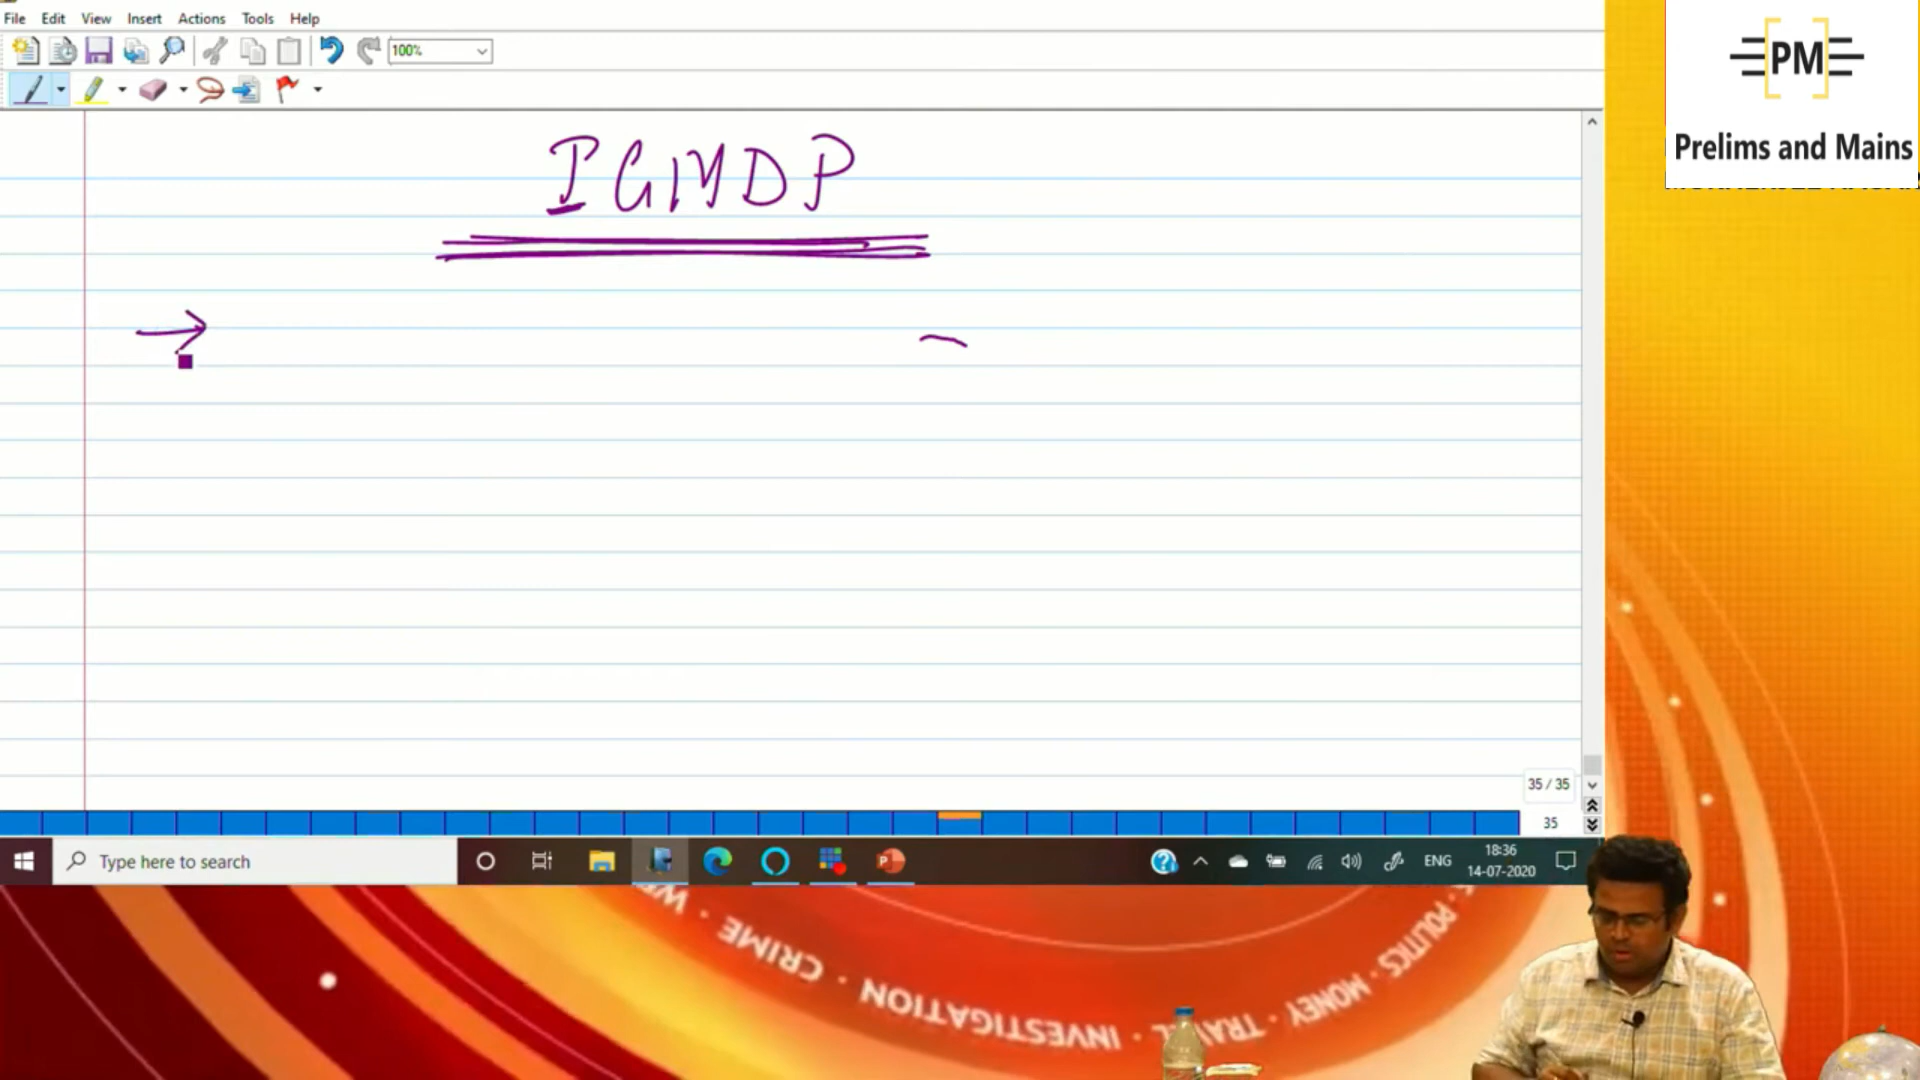 File Edit View Insert Actions Tools Help
100%
PM
Prelims and Mains
IGMDP
35 / 35
35
Type here to search
ENG
18:36
14-07-2020
POLITICS · MONEY · TRAVEL · INVESTIGATION · CRIME ·